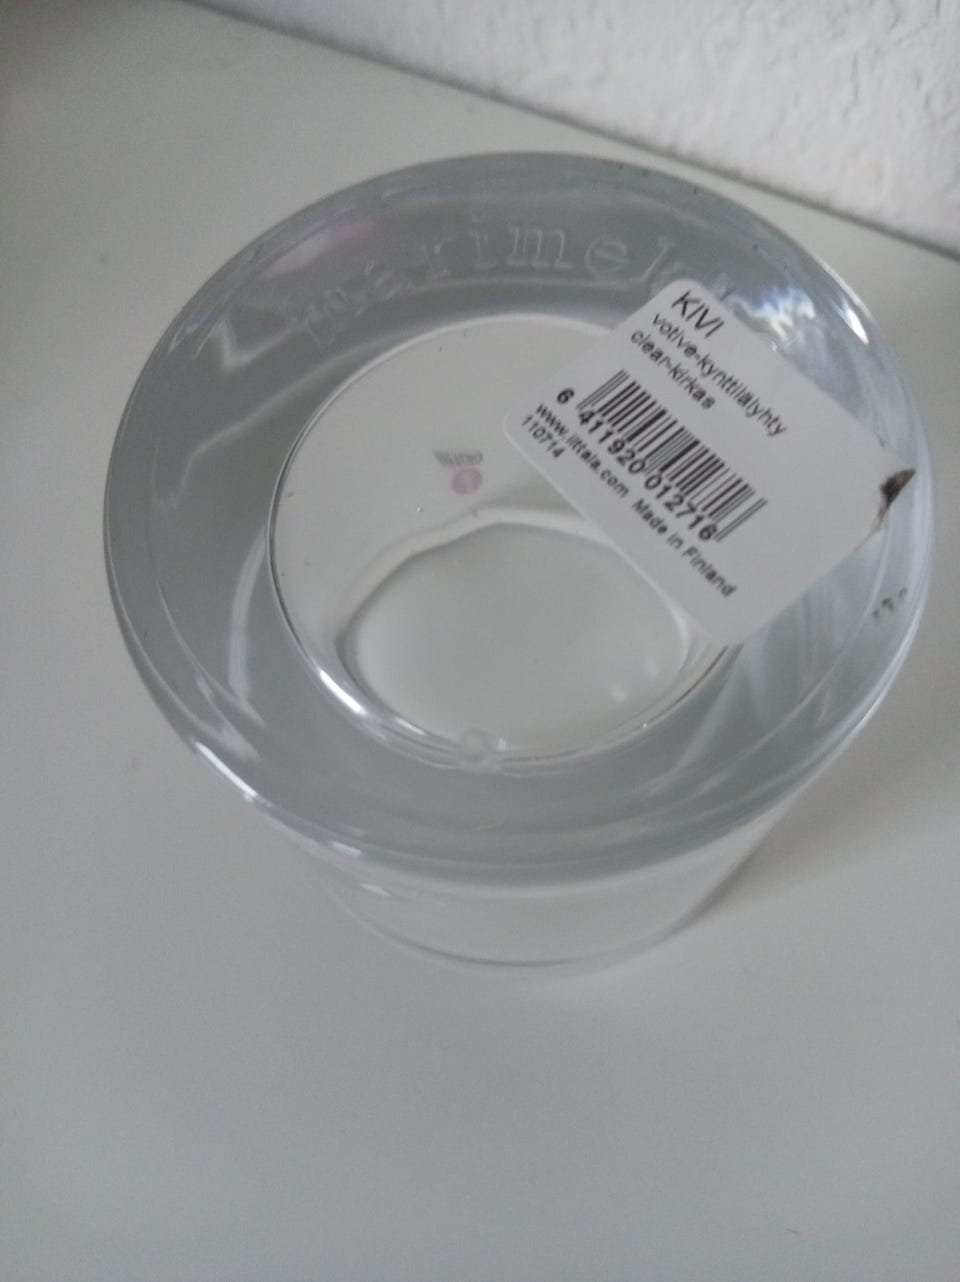 marimek
KIVI
votive-kynttilälyhty
clear-kirkas
6 411920 012716
www.iittala.com Made in Finland
110714